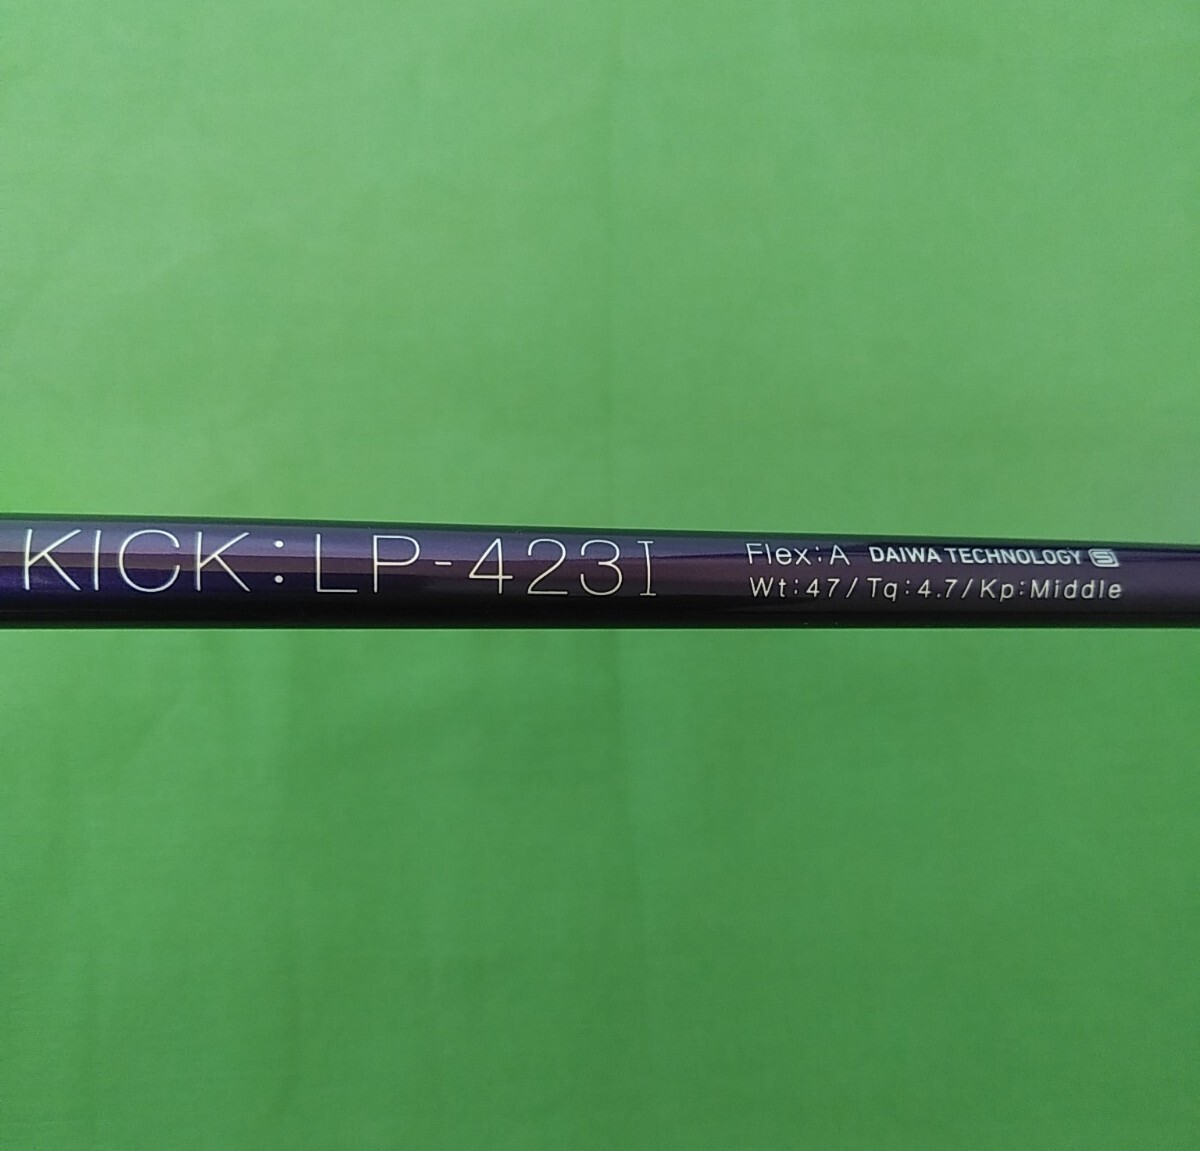 KICK:LP-423I
Flex:A DAIWA TECHNOLOGY S
Wt:47/Tq:4.7/Kp:Middle